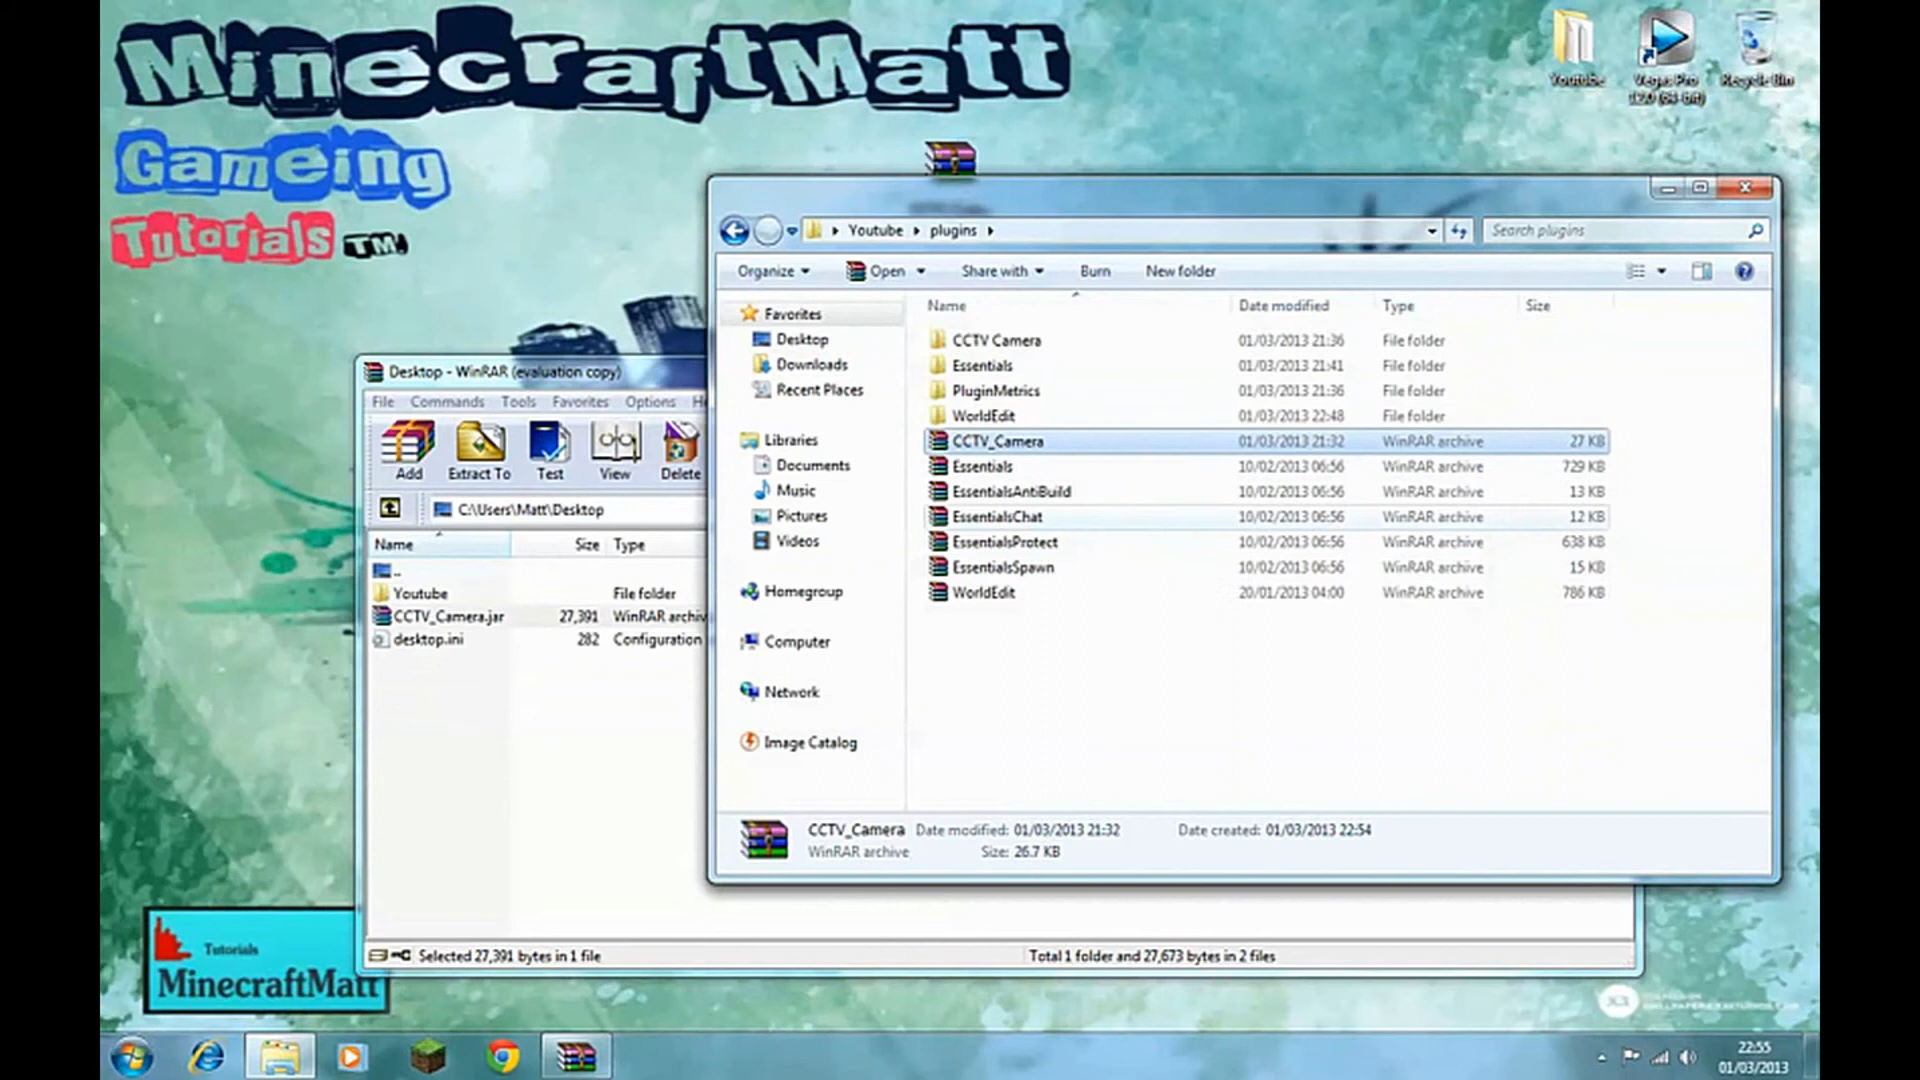 MinecraftMatt
Gameing
Tutorials TM.
Youtube
Vegas Pro
12.0 (64-bit)
Recycle Bin
Youtube plugins
Search plugins
Organize Open Share with Burn New folder
Name Date modified Type Size
Favorites
Desktop
Downloads
Recent Places
Libraries
Documents
Music
Pictures
Videos
Homegroup
Computer
Network
Image Catalog
CCTV Camera 01/03/2013 21:36 File folder
Essentials 01/03/2013 21:41 File folder
PluginMetrics 01/03/2013 21:36 File folder
WorldEdit 01/03/2013 22:48 File folder
CCTV_Camera 01/03/2013 21:32 WinRAR archive 27 KB
Essentials 10/02/2013 06:56 WinRAR archive 729 KB
EssentialsAntiBuild 10/02/2013 06:56 WinRAR archive 13 KB
EssentialsChat 10/02/2013 06:56 WinRAR archive 12 KB
EssentialsProtect 10/02/2013 06:56 WinRAR archive 638 KB
EssentialsSpawn 10/02/2013 06:56 WinRAR archive 15 KB
WorldEdit 20/01/2013 04:00 WinRAR archive 786 KB
CCTV_Camera Date modified: 01/03/2013 21:32 Date created: 01/03/2013 22:54
WinRAR archive Size: 26.7 KB
Desktop - WinRAR (evaluation copy)
File Commands Tools Favorites Options He
Add Extract To Test View Delete
C:\Users\Matt\Desktop
Name Size Type
..
Youtube File folder
CCTV_Camera.jar 27,391 WinRAR archiv
desktop.ini 282 Configuration
Selected 27,391 bytes in 1 file
Total 1 folder and 27,673 bytes in 2 files
Tutorials
MinecraftMatt
22:55
01/03/2013